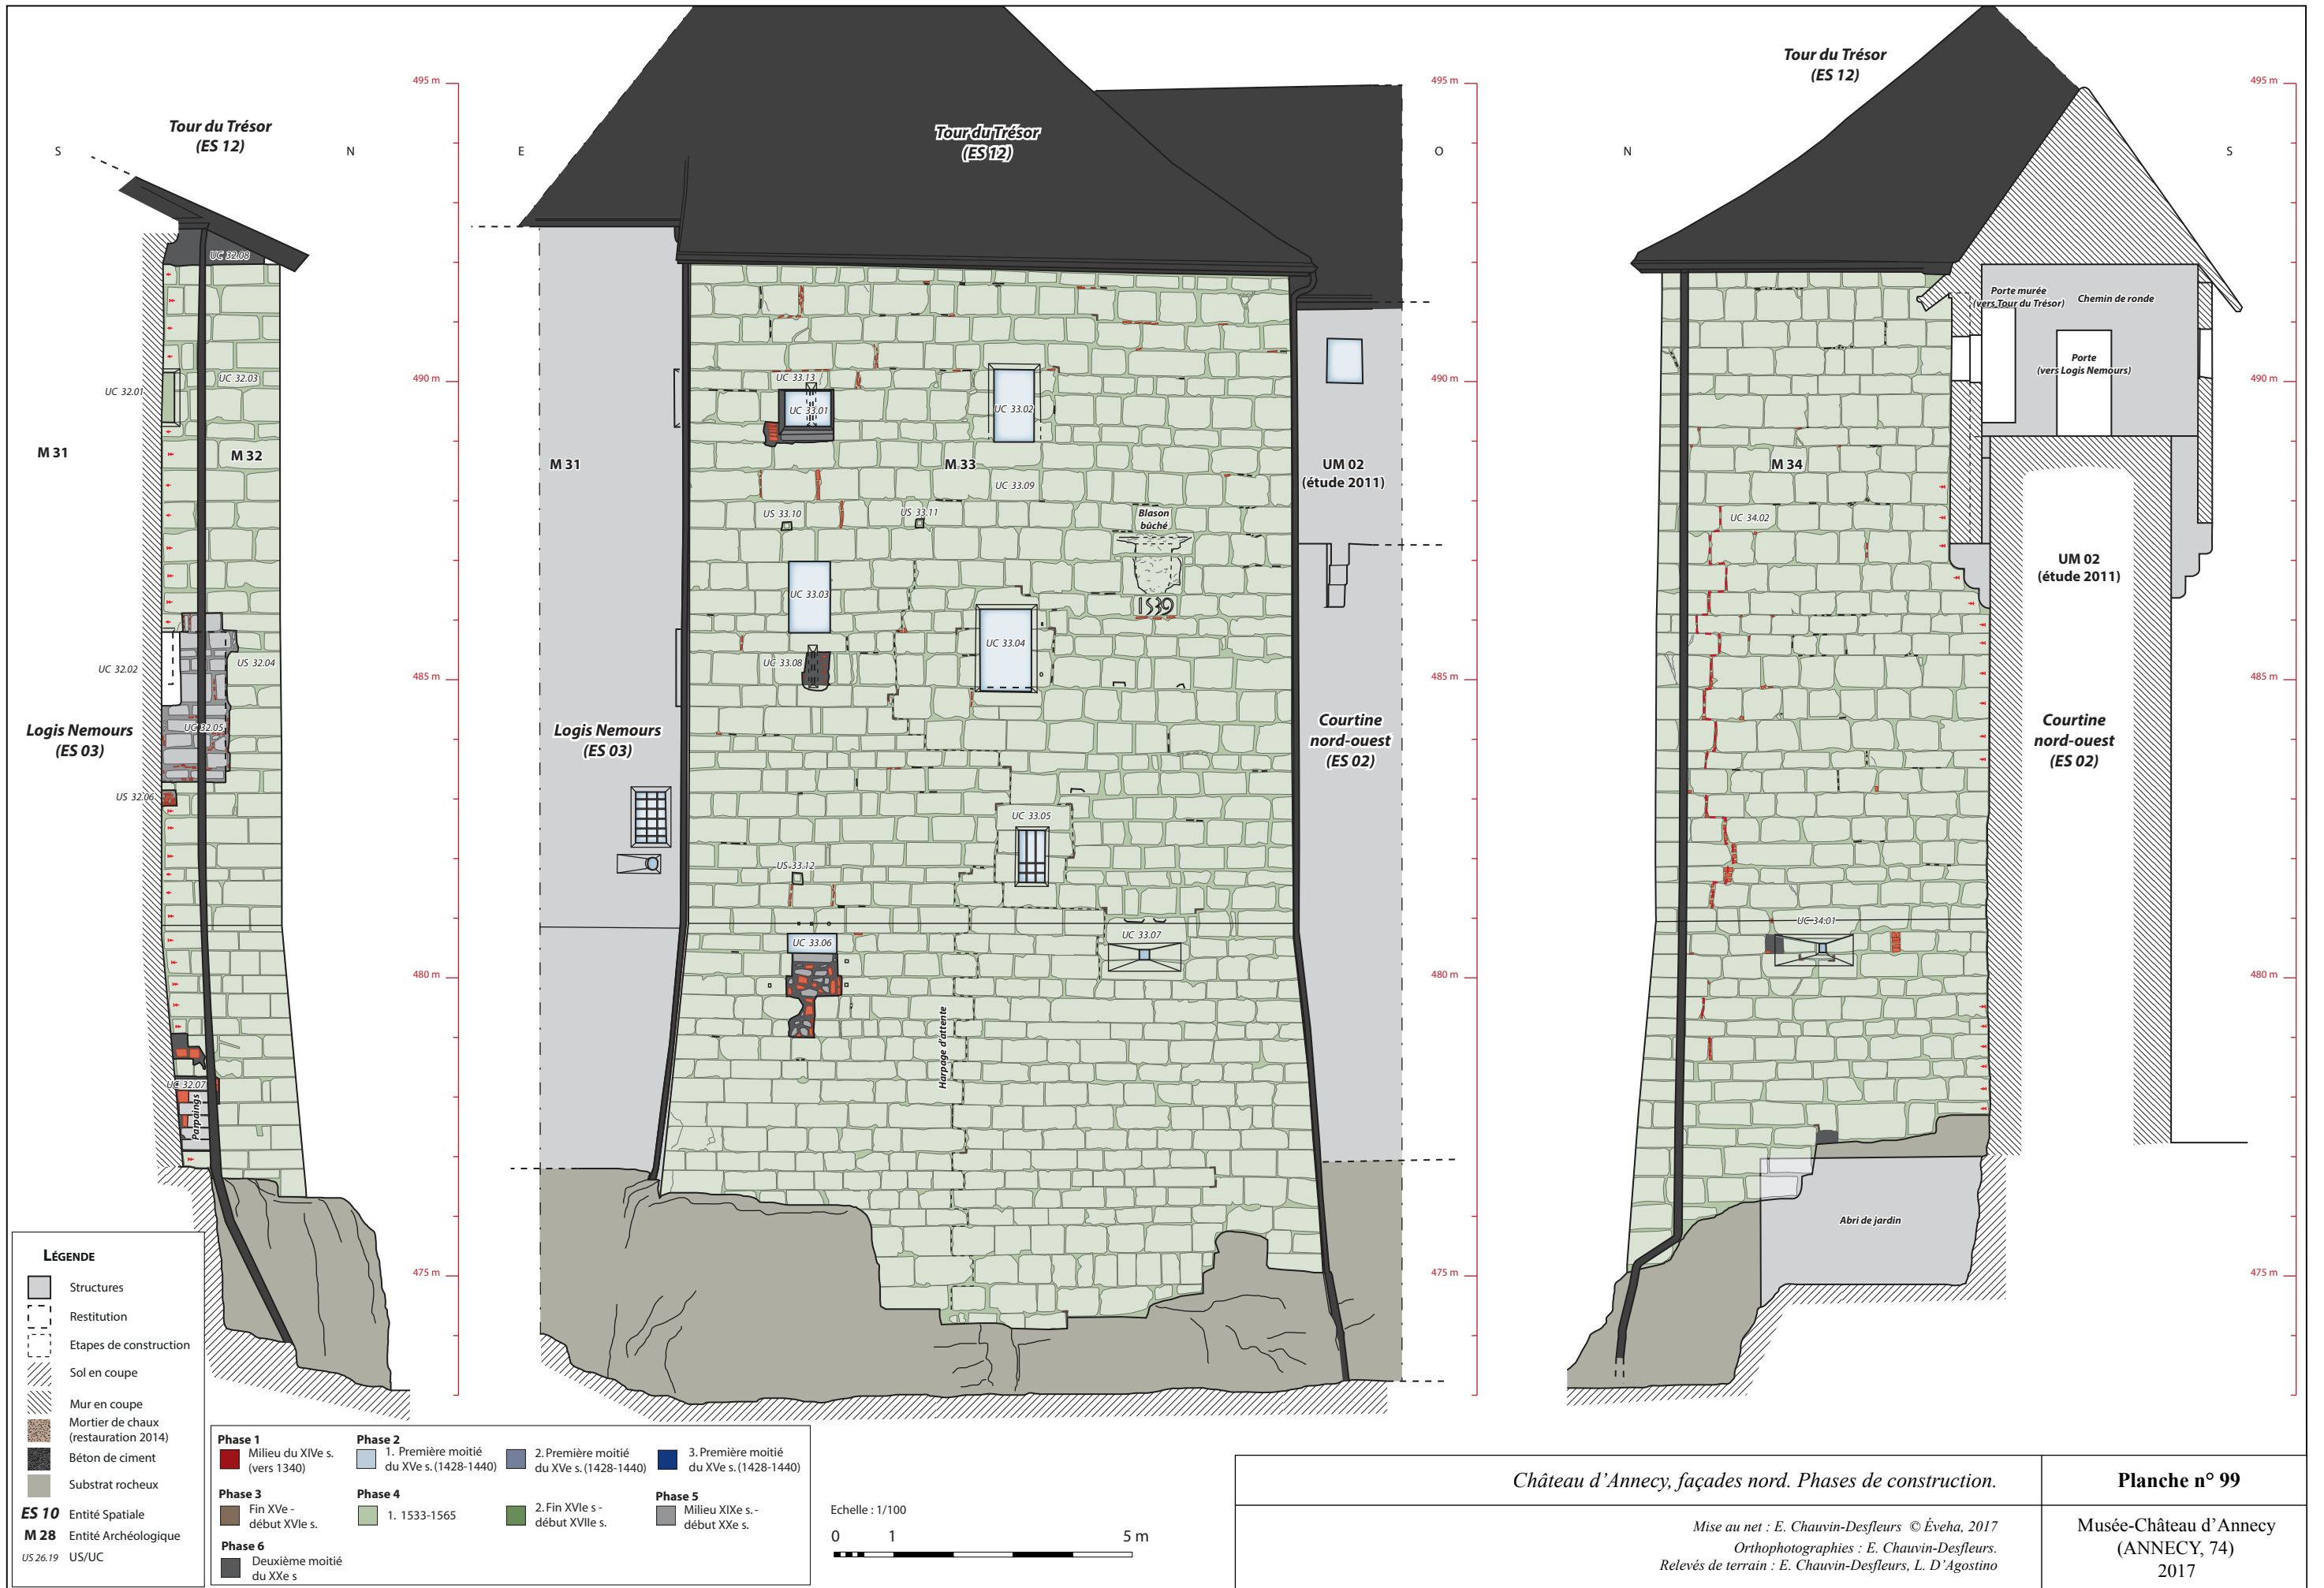 Tour du Trésor
(ES 12)
S
N
495 m
490 m
485 m
480 m
475 m
UC 32.08
UC 32.01
UC 32.03
M 31
M 32
UC 32.02
US 32.04
UC 32.05
Logis Nemours
(ES 03)
US 32.06
UC 32.07
Parpaings
E
Tour du Trésor
(ES 12)
O
UC 33.13
UC 33.01
UC 33.02
M 31
M 33
UC 33.09
UM 02
(étude 2011)
US 33.10
US 33.11
Blason
bûché
UC 33.03
1539
UC 33.04
UC 33.08
Logis Nemours
(ES 03)
Courtine
nord-ouest
(ES 02)
UC 33.05
US 33.12
UC 33.06
UC 33.07
Harpage d'attente
495 m
490 m
485 m
480 m
475 m
Tour du Trésor
(ES 12)
N
S
Porte murée
(vers Tour du Trésor)
Chemin de ronde
Porte
(vers Logis Nemours)
M 34
UC 34.02
UM 02
(étude 2011)
Courtine
nord-ouest
(ES 02)
UC 34.01
Abri de jardin
495 m
490 m
485 m
480 m
475 m
LÉGENDE
Structures
Restitution
Etapes de construction
Sol en coupe
Mur en coupe
Mortier de chaux
(restauration 2014)
Béton de ciment
Substrat rocheux
ES 10 Entité Spatiale
M 28 Entité Archéologique
US 26.19 US/UC
Phase 1
Milieu du XIVe s.
(vers 1340)
Phase 2
1. Première moitié
du XVe s. (1428-1440)
2. Première moitié
du XVe s. (1428-1440)
3. Première moitié
du XVe s. (1428-1440)
Phase 3
Fin XVe -
début XVIe s.
Phase 4
1. 1533-1565
2. Fin XVIe s -
début XVIIe s.
Phase 5
Milieu XIXe s. -
début XXe s.
Phase 6
Deuxième moitié
du XXe s
Echelle : 1/100
0 1 5 m
Château d'Annecy, façades nord. Phases de construction.
Planche n° 99
Mise au net : E. Chauvin-Desfleurs © Éveha, 2017
Orthophotographies : E. Chauvin-Desfleurs.
Relevés de terrain : E. Chauvin-Desfleurs, L. D'Agostino
Musée-Château d'Annecy
(ANNECY, 74)
2017